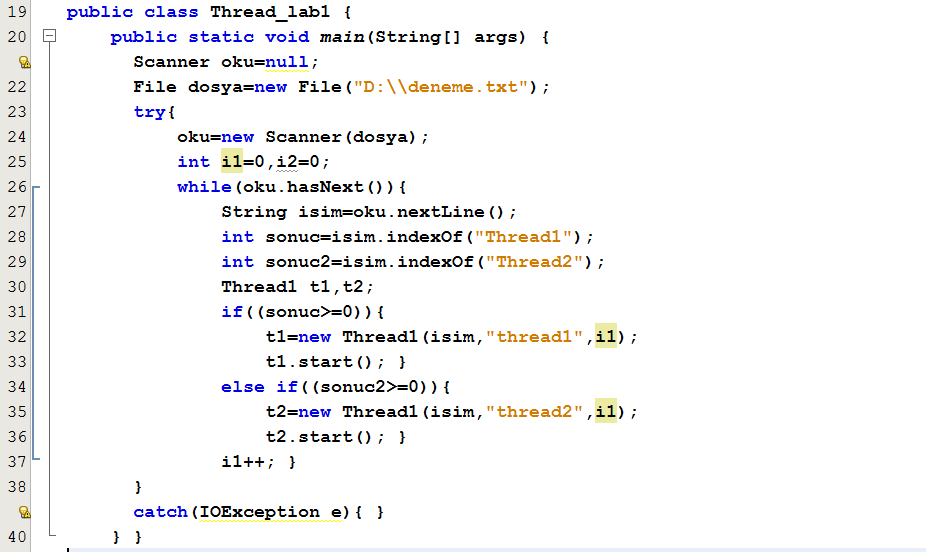 19 public class Thread_lab1 {
20     public static void main(String[] args) {
      Scanner oku=null;
22       File dosya=new File("D:\\deneme.txt");
23       try{
24           oku=new Scanner(dosya);
25           int i1=0,i2=0;
26           while(oku.hasNext()){
27               String isim=oku.nextLine();
28               int sonuc=isim.indexOf("Thread1");
29               int sonuc2=isim.indexOf("Thread2");
30               Thread1 t1,t2;
31               if((sonuc>=0)){
32                   t1=new Thread1(isim,"thread1",i1);
33                   t1.start(); }
34               else if((sonuc2>=0)){
35                   t2=new Thread1(isim,"thread2",i1);
36                   t2.start(); }
37               i1++; }
38       }
      catch(IOException e){ }
40     } }